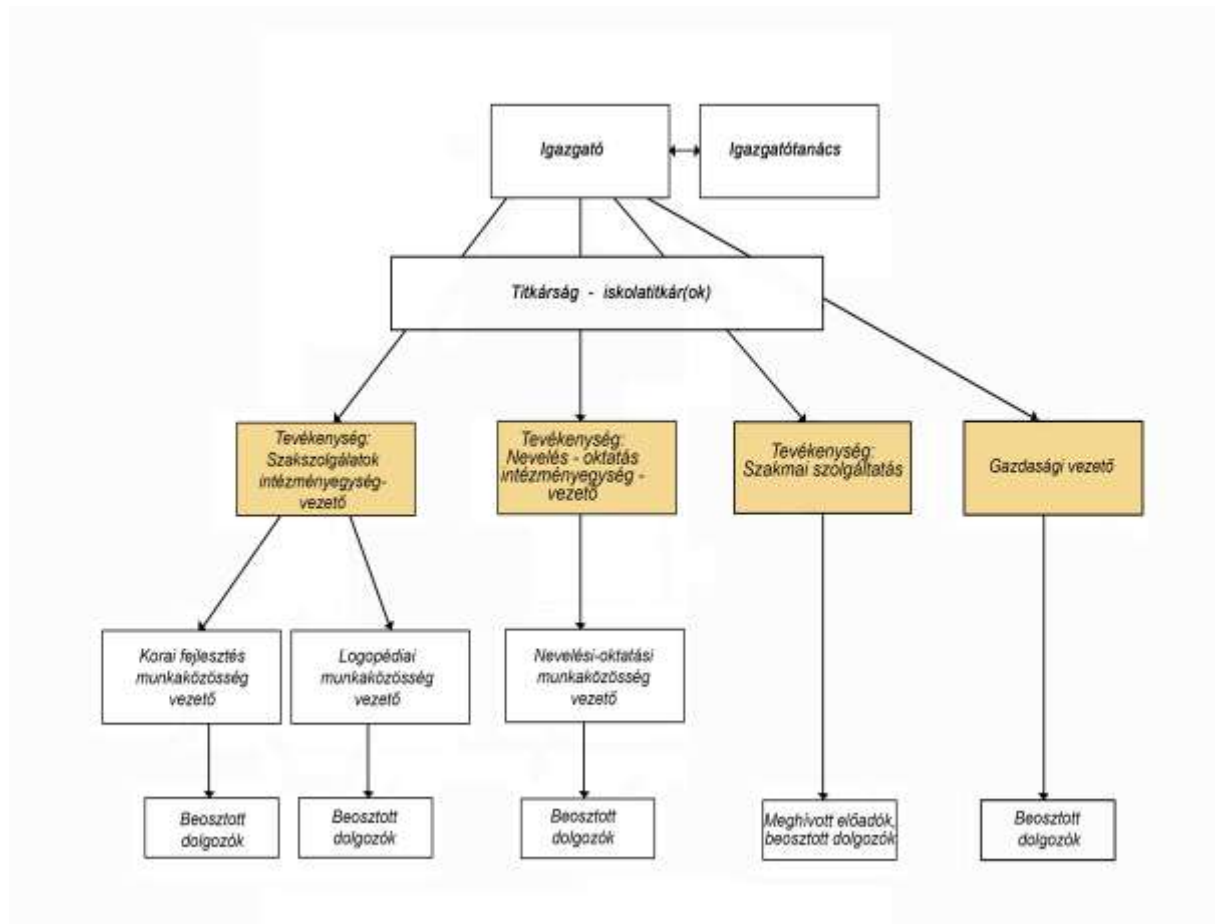 Igazgató
Igazgatótanács
Titkárság - iskolatitkár(ok)
Tevékenység:
Szakszolgálatok
intézményegység-
vezető
Tevékenység:
Nevelés - oktatás
intézményegység -
vezető
Tevékenység:
Szakmai szolgáltatás
Gazdasági vezető
Korai fejlesztés
munkaközösség
vezető
Logopédiai
munkaközösség
vezető
Nevelési-oktatási
munkaközösség
vezető
Beosztott
dolgozók
Beosztott
dolgozók
Beosztott
dolgozók
Meghívott előadók,
beosztott dolgozók
Beosztott
dolgozók